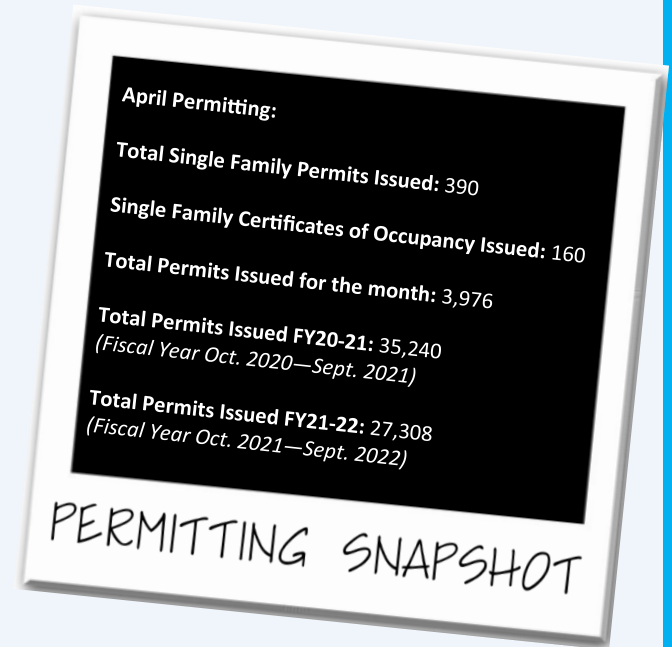 April Permitting:
Total Single Family Permits Issued: 390
Single Family Certificates of Occupancy Issued: 160
Total Permits Issued for the month: 3,976
Total Permits Issued FY20-21: 35,240
(Fiscal Year Oct. 2020—Sept. 2021)
Total Permits Issued FY21-22: 27,308
(Fiscal Year Oct. 2021—Sept. 2022)
PERMITTING SNAPSHOT